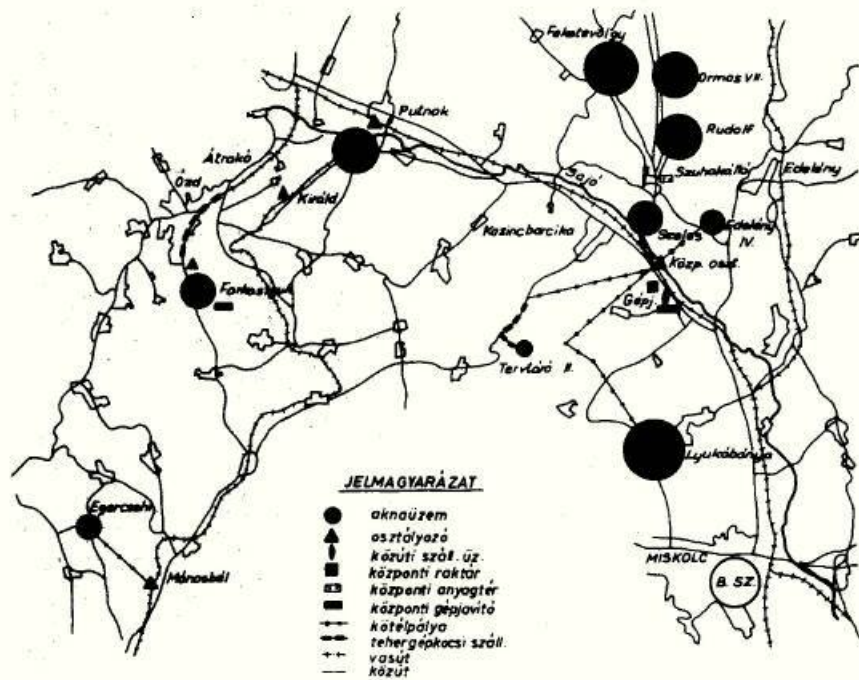 Feketevölgy
Ormos VII.
Putnok
Rudolf
Átrakó
Ózd
Szuhakálló
Edelény
Királd
Sajó
Kazincbarcika
Szeles
Edelény
IV.
Közp. oszt.
Farkaslyuk
Gépj.
Tervtáró II.
Lyukóbánya
JELMAGYARÁZAT
Egercsehi
aknaüzem
osztályozó
közúti száll. üz.
központi raktár
Mónosbél
központi anyagtér
MISKOLC
B. SZ.
központi gépjavító
kötélpálya
tehergépkocsi száll.
vasút
közút